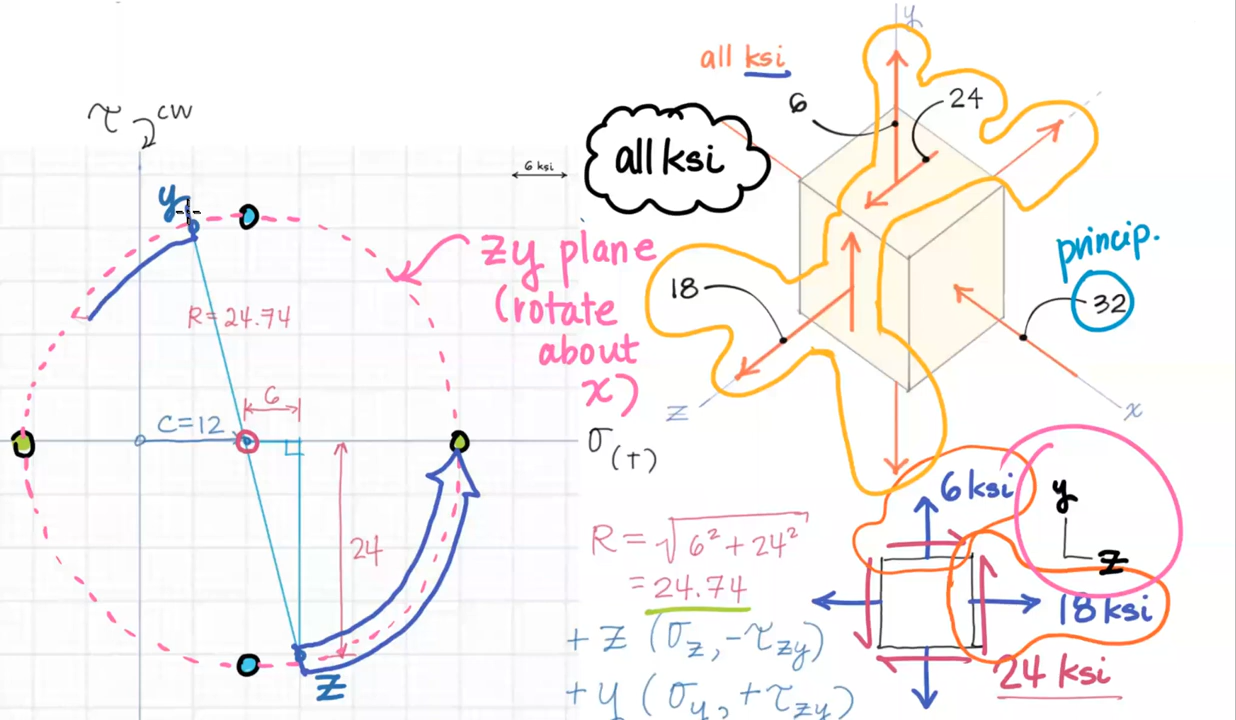 all ksi
y
6
24
τ cw
6 ksi
all ksi
y
zy plane
(rotate
about
x)
princip.
18
32
R=24.74
6
C=12
z
x
σ(+)
6 ksi
y
z
R = √6² + 24²
= 24.74
24
18 ksi
+ z (σz, -τzy)
24 ksi
z
+ y (σy, +τzy)